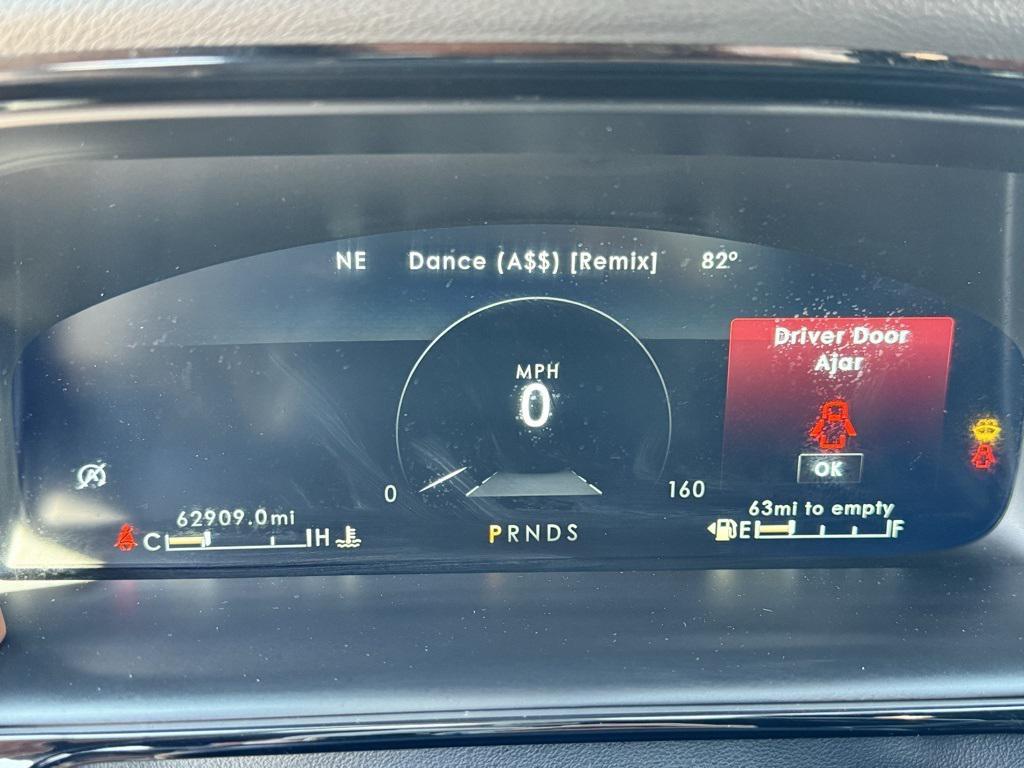 NE Dance (A$$) [Remix] 82°
Driver Door
Ajar
MPH
0
OK
0 160
62909.0mi
63mi to empty
C H
PRNDS
E F